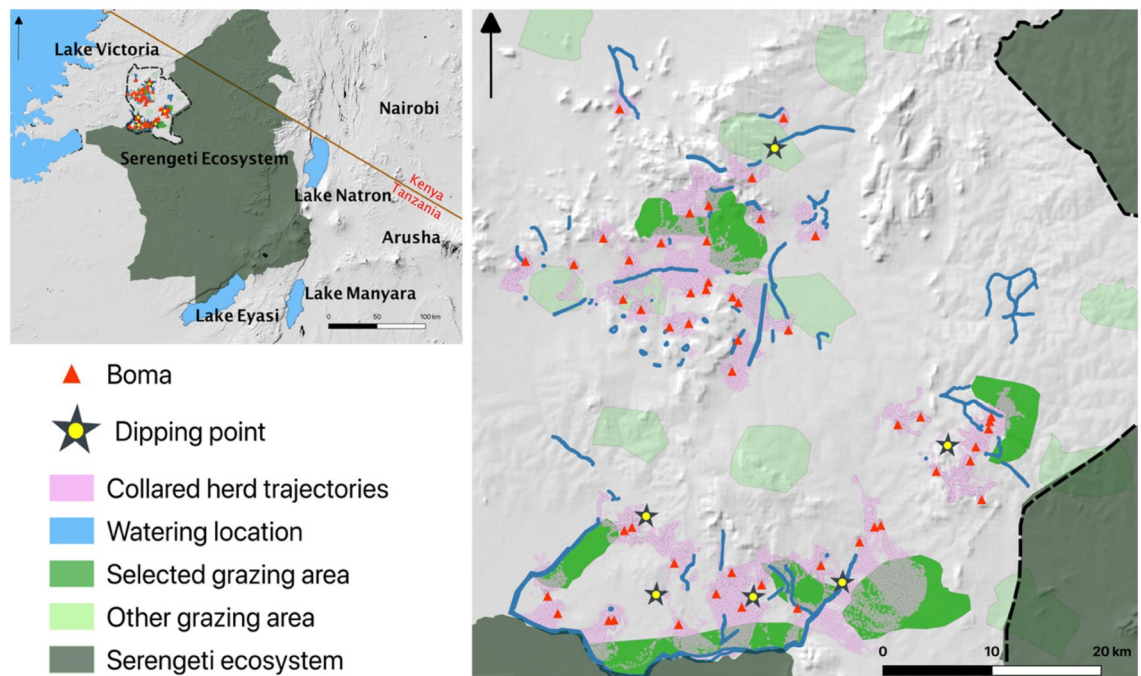 Lake Victoria
Nairobi
Serengeti Ecosystem
Kenya
Tanzania
Lake Natron
Arusha
Lake Manyara
Lake Eyasi
0 50 100 km
Boma
Dipping point
Collared herd trajectories
Watering location
Selected grazing area
Other grazing area
Serengeti ecosystem
0 10 20 km